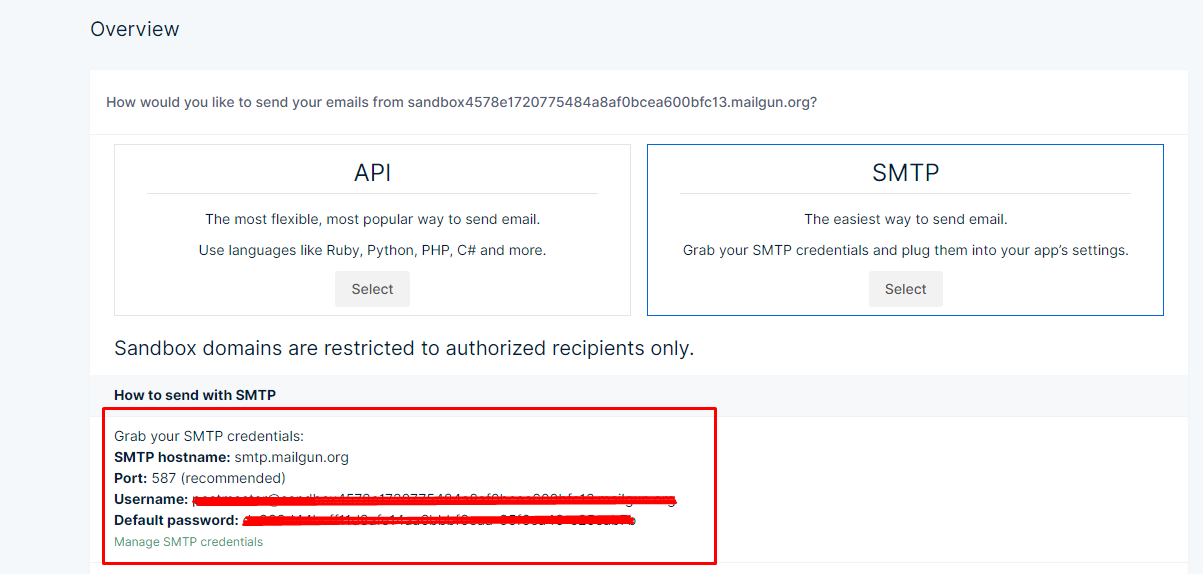 Overview
How would you like to send your emails from sandbox4578e1720775484a8af0bcea600bfc13.mailgun.org?
API
The most flexible, most popular way to send email.
Use languages like Ruby, Python, PHP, C# and more.
Select
SMTP
The easiest way to send email.
Grab your SMTP credentials and plug them into your app's settings.
Select
Sandbox domains are restricted to authorized recipients only.
How to send with SMTP
Grab your SMTP credentials:
SMTP hostname: smtp.mailgun.org
Port: 587 (recommended)
Username:
Default password:
Manage SMTP credentials